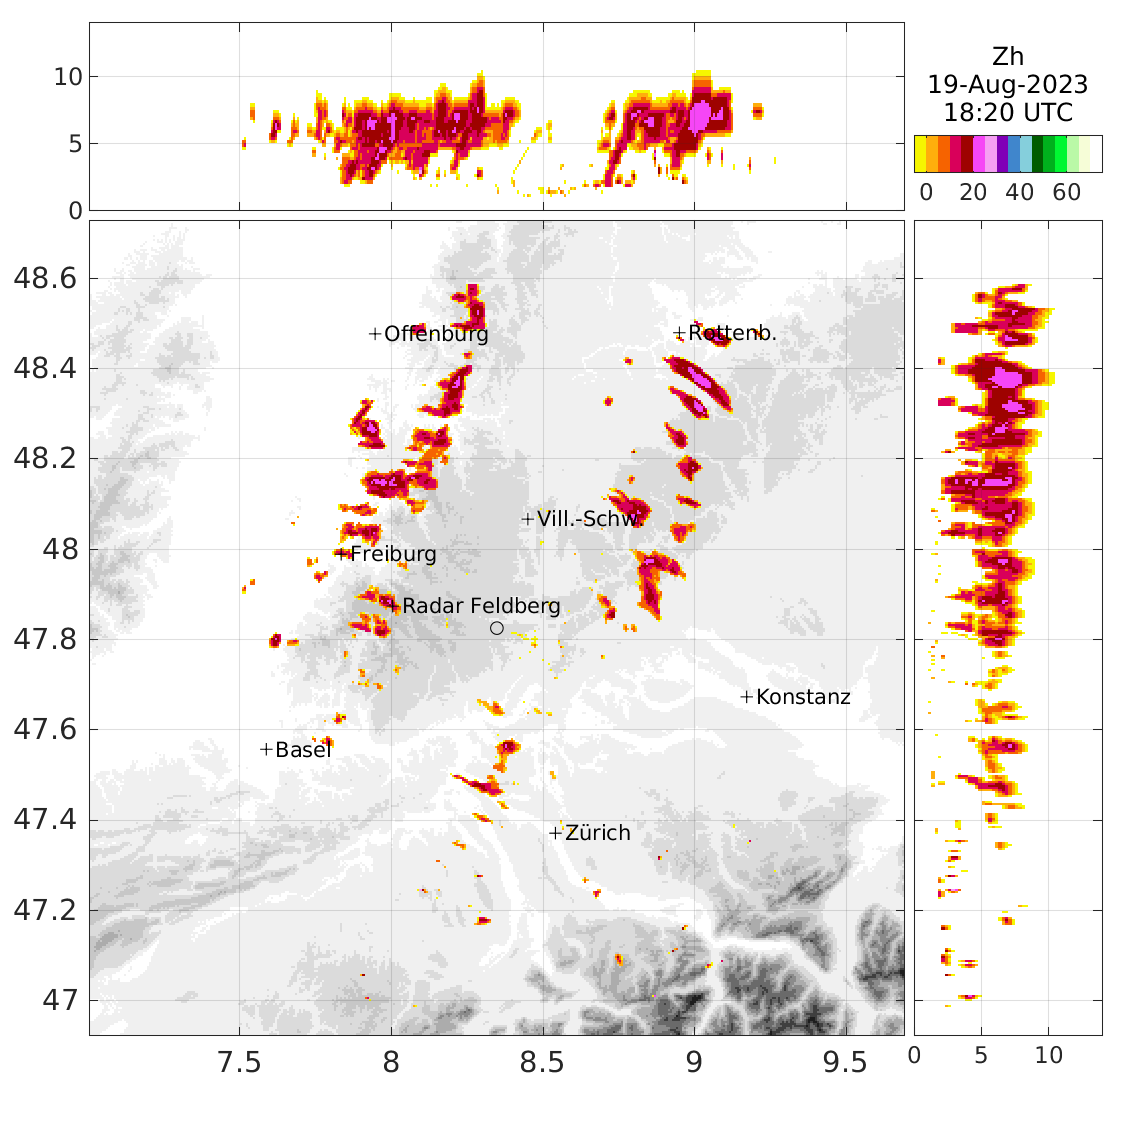 Zh
19-Aug-2023
18:20 UTC
10
5
0
0 20 40 60
48.6
48.4
48.2
48
47.8
47.6
47.4
47.2
47
+Offenburg
+Rottenb.
+Vill.-Schw.
+Freiburg
+Radar Feldberg
+Konstanz
+Basel
+Zürich
7.5 8 8.5 9 9.5
0 5 10